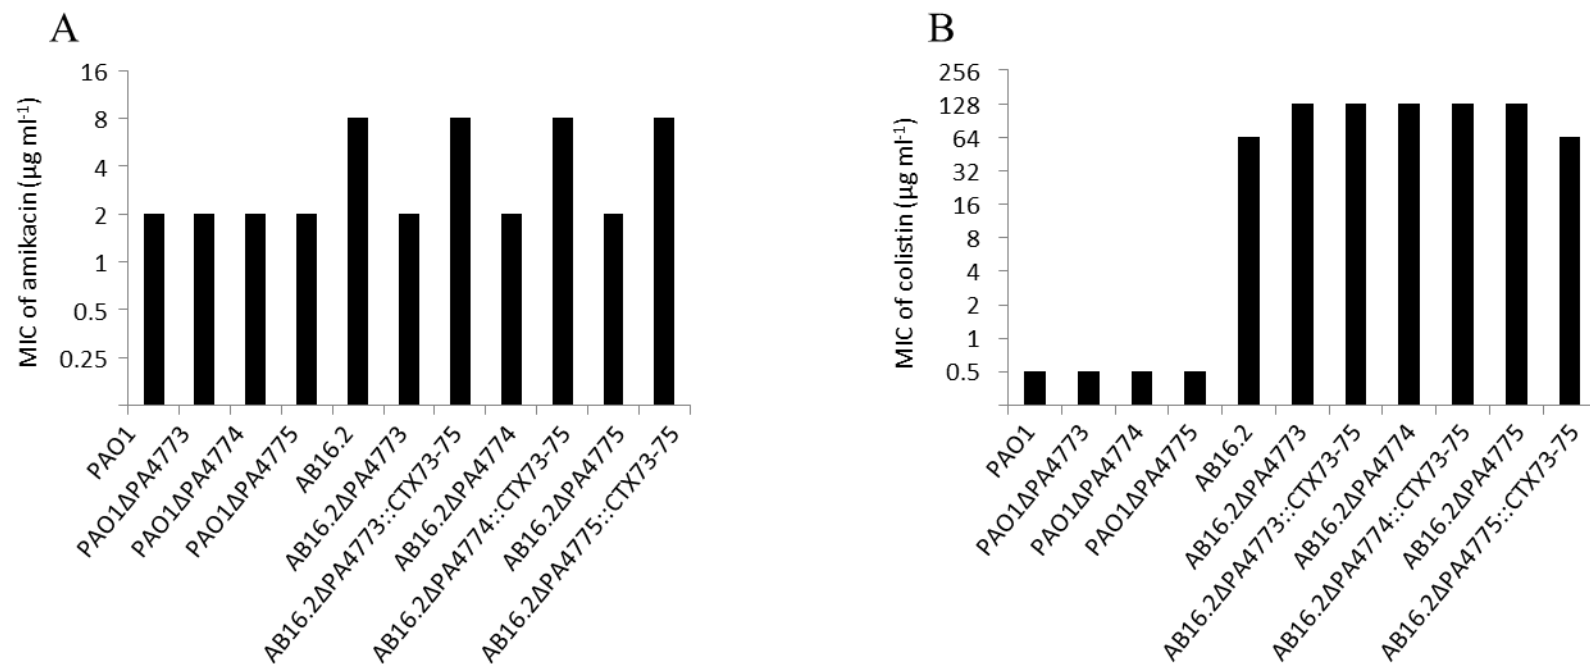 A
MIC of amikacin (µg ml-1)
16
8
4
2
1
0.5
0.25
PAO1
PAO1ΔPA4773
PAO1ΔPA4774
PAO1ΔPA4775
AB16.2
AB16.2ΔPA4773
AB16.2ΔPA4773::CTX73-75
AB16.2ΔPA4774
AB16.2ΔPA4774::CTX73-75
AB16.2ΔPA4775
AB16.2ΔPA4775::CTX73-75
B
MIC of colistin (µg ml-1)
256
128
64
32
16
8
4
2
1
0.5
PAO1
PAO1ΔPA4773
PAO1ΔPA4774
PAO1ΔPA4775
AB16.2
AB16.2ΔPA4773
AB16.2ΔPA4773::CTX73-75
AB16.2ΔPA4774
AB16.2ΔPA4774::CTX73-75
AB16.2ΔPA4775
AB16.2ΔPA4775::CTX73-75